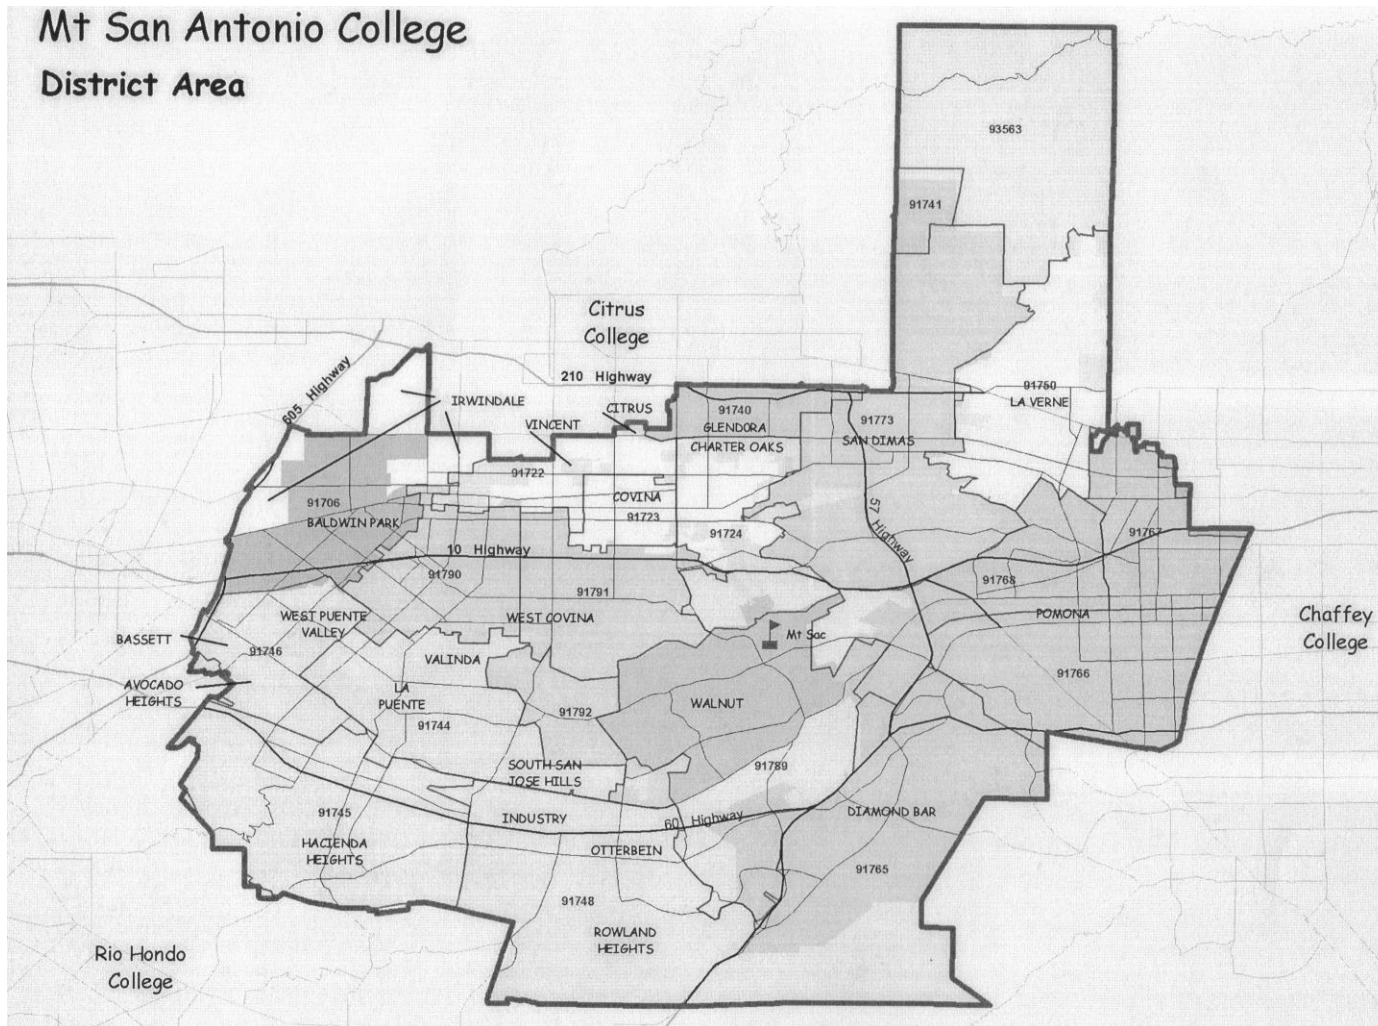 Mt San Antonio College
District Area
93563
91741
Citrus
College
605 Highway
210 Highway
91750
LA VERNE
IRWINDALE
CITRUS
VINCENT
91740
GLENDORA
CHARTER OAKS
91773
SAN DIMAS
91722
91706
BALDWIN PARK
COVINA
91723
91724
57 Highway
91767
10 Highway
91790
91791
91768
WEST PUENTE
VALLEY
WEST COVINA
POMONA
Chaffey
College
BASSETT
91746
Mt Sac
VALINDA
91766
AVOCADO
HEIGHTS
LA
PUENTE
91744
91792
WALNUT
SOUTH SAN
JOSE HILLS
91789
91745
INDUSTRY
60 Highway
DIAMOND BAR
HACIENDA
HEIGHTS
OTTERBEIN
91765
91748
ROWLAND
HEIGHTS
Rio Hondo
College